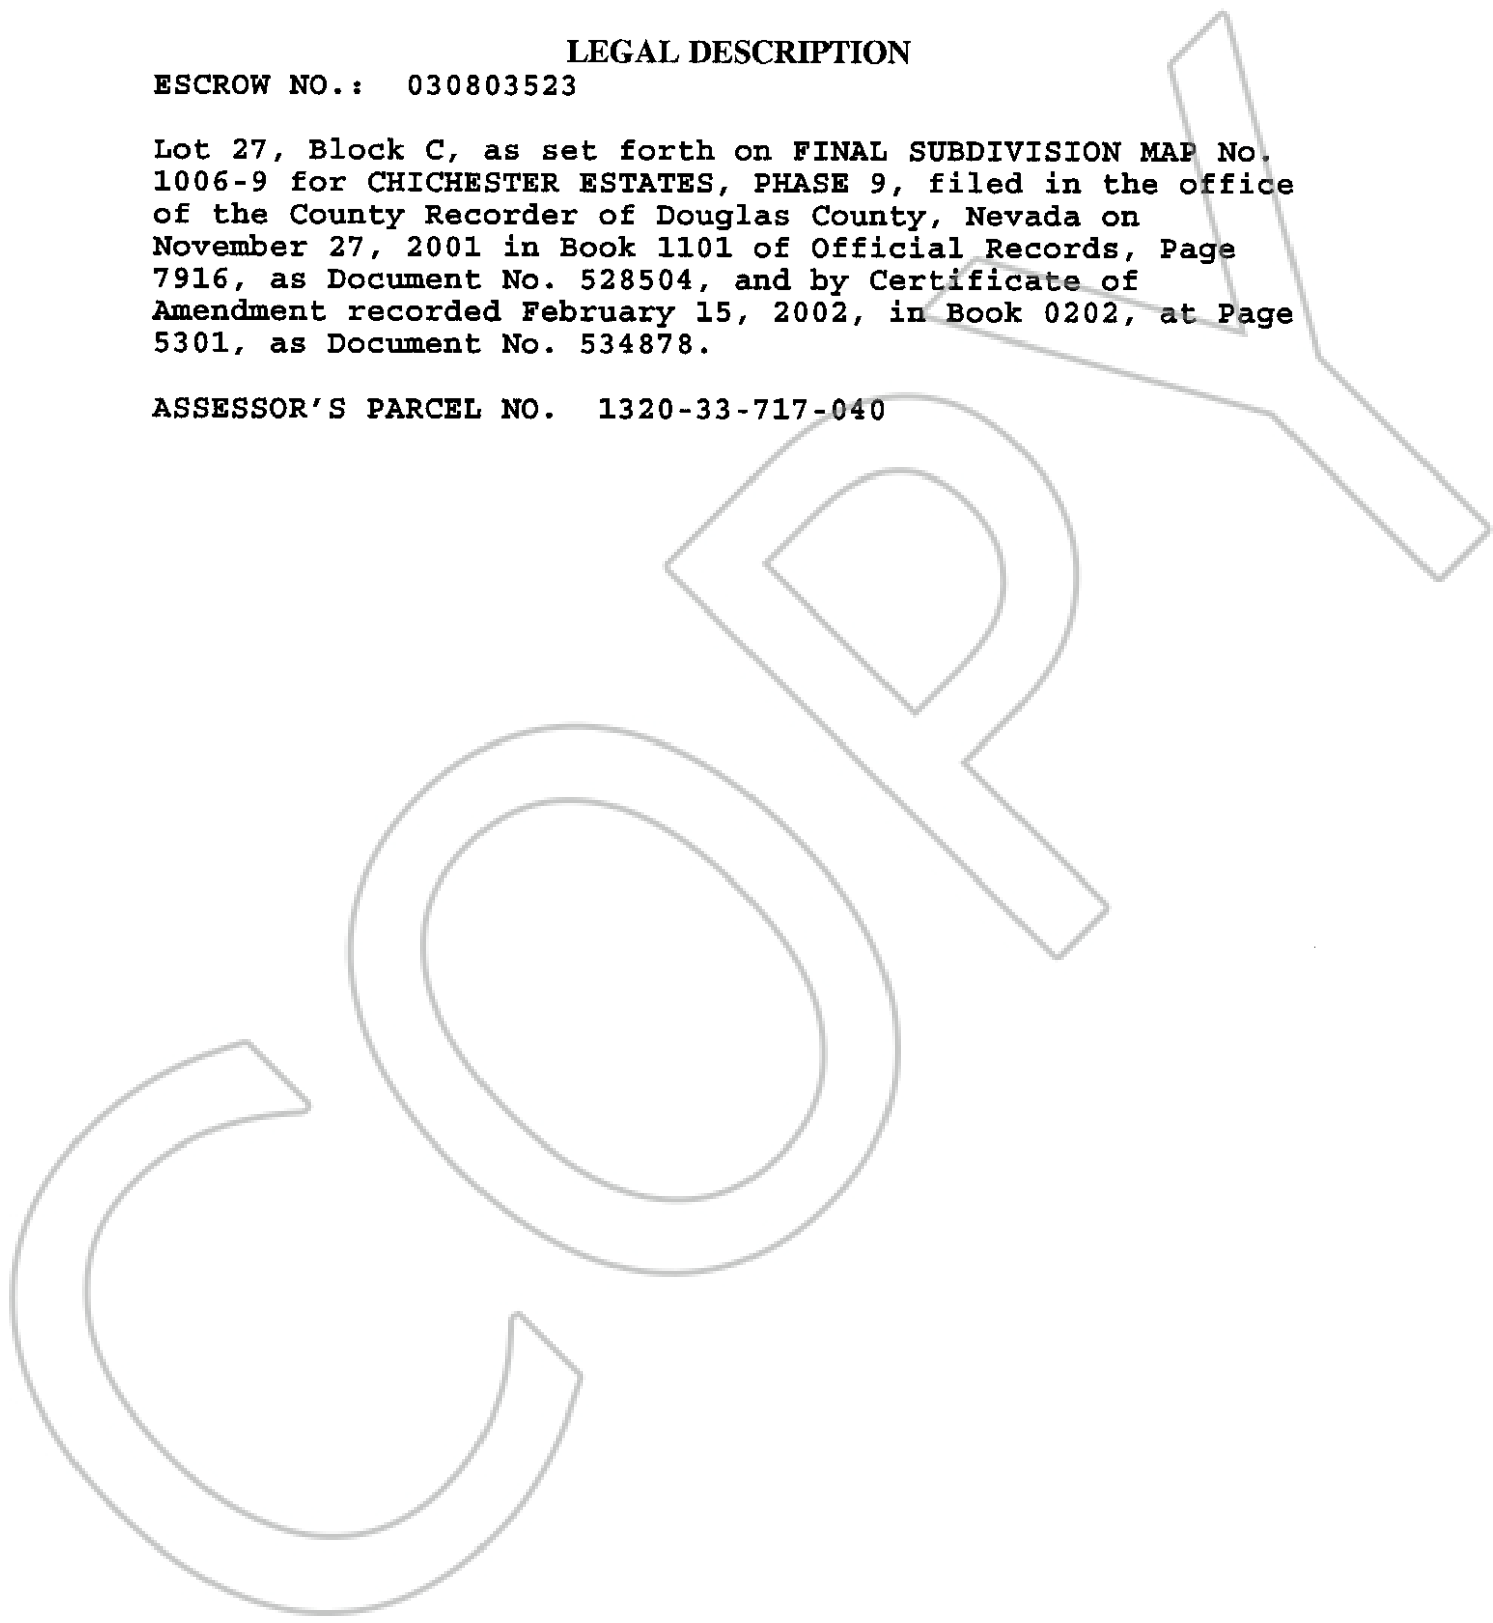 LEGAL DESCRIPTION
ESCROW NO.: 030803523
Lot 27, Block C, as set forth on FINAL SUBDIVISION MAP No.
1006-9 for CHICHESTER ESTATES, PHASE 9, filed in the office
of the County Recorder of Douglas County, Nevada on
November 27, 2001 in Book 1101 of Official Records, Page
7916, as Document No. 528504, and by Certificate of
Amendment recorded February 15, 2002, in Book 0202, at Page
5301, as Document No. 534878.
ASSESSOR'S PARCEL NO. 1320-33-717-040
COPY